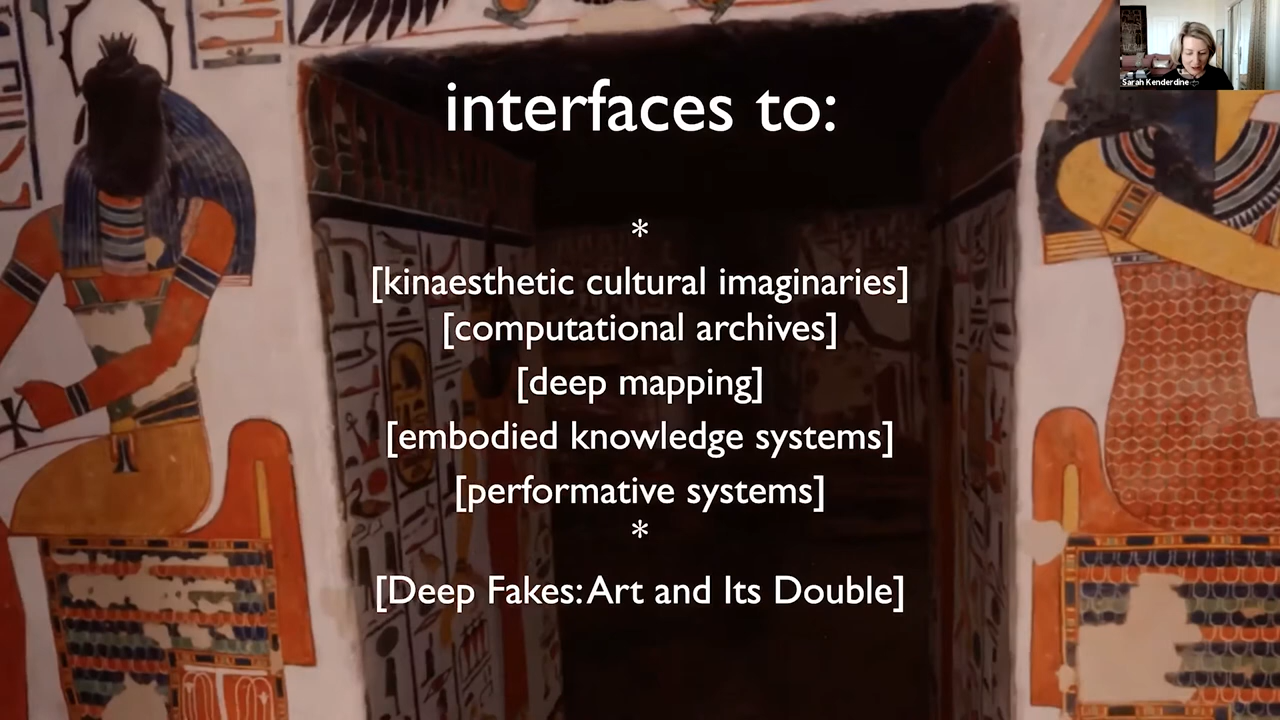 Sarah Kenderdine
interfaces to:
*
[kinaesthetic cultural imaginaries]
[computational archives]
[deep mapping]
[embodied knowledge systems]
[performative systems]
*
[Deep Fakes: Art and Its Double]